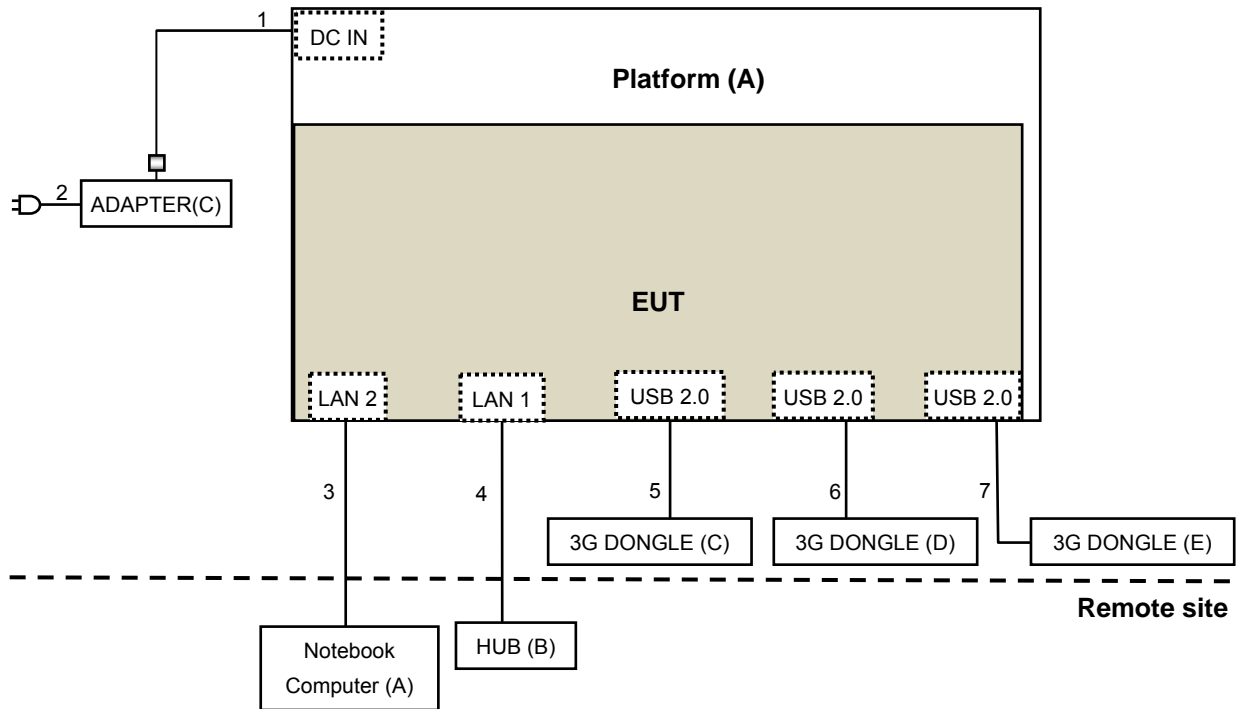 1
DC IN
Platform (A)
2
ADAPTER(C)
EUT
LAN 2
LAN 1
USB 2.0
USB 2.0
USB 2.0
3
4
5
6
7
3G DONGLE (C)
3G DONGLE (D)
3G DONGLE (E)
Remote site
Notebook
Computer (A)
HUB (B)